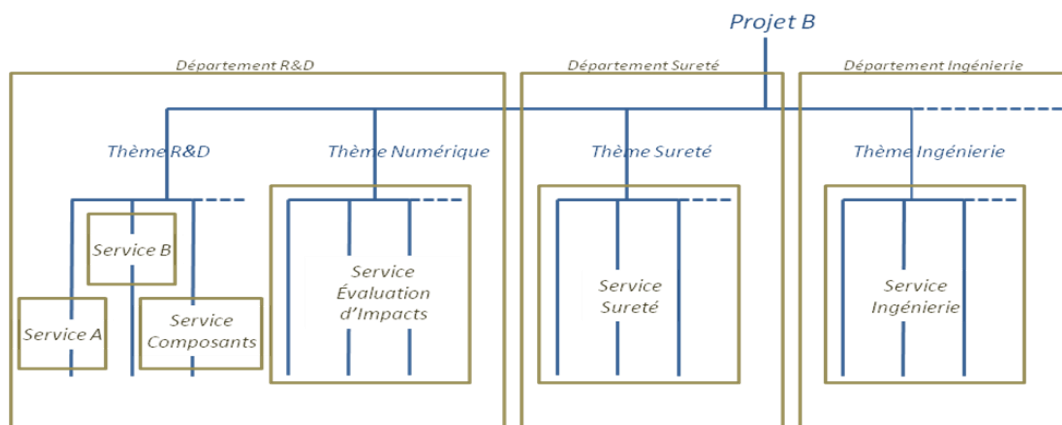 Projet B
Département R&D
Département Sureté
Département Ingénierie
Thème R&D
Thème Numérique
Thème Sureté
Thème Ingénierie
Service B
Service A
Service
Composants
Service
Évaluation
d'Impacts
Service
Sureté
Service
Ingénierie